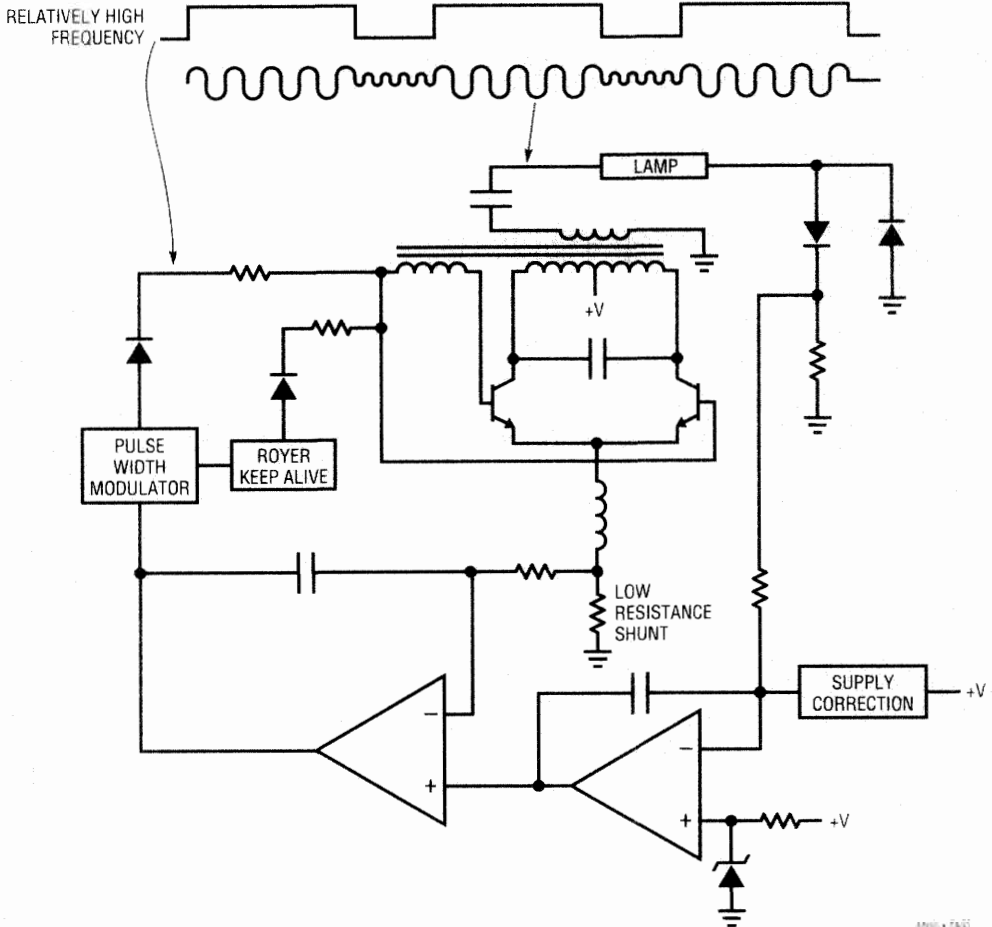 RELATIVELY HIGH
FREQUENCY
LAMP
+V
PULSE
WIDTH
MODULATOR
ROYER
KEEP ALIVE
LOW
RESISTANCE
SHUNT
SUPPLY
CORRECTION
+V
−
+
−
+
+V